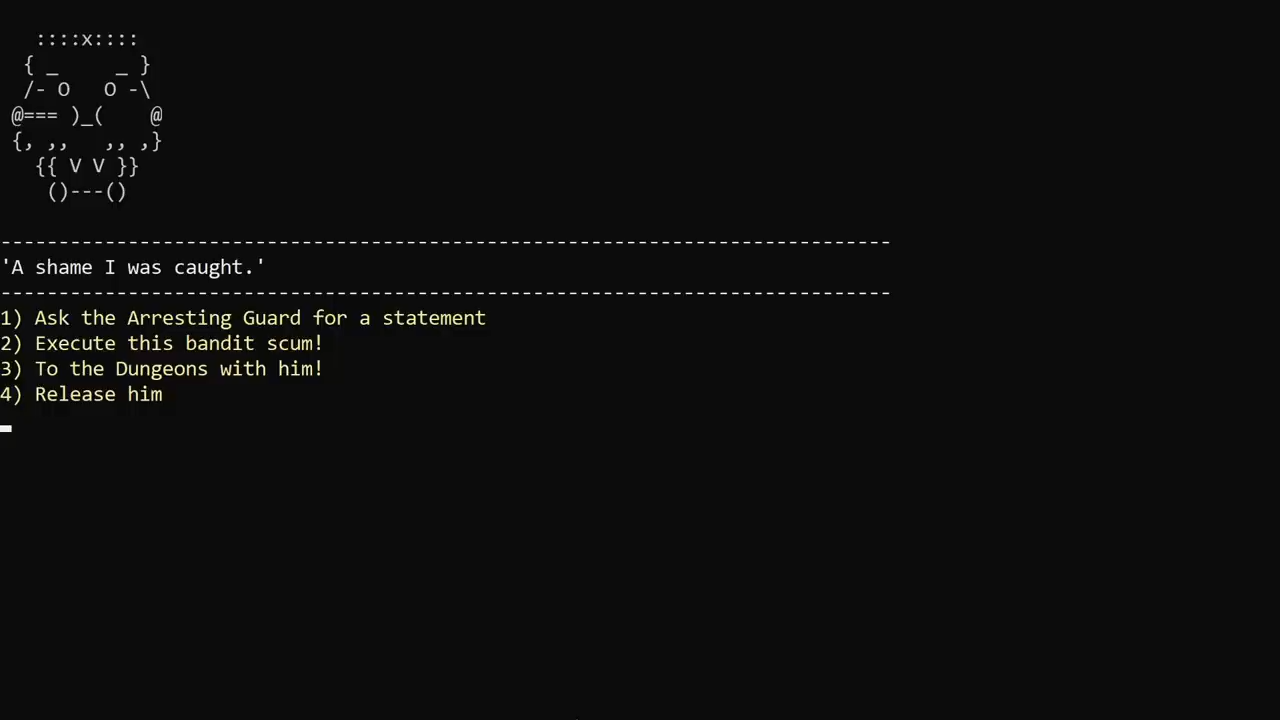 ::::x::::
{ _     _ }
/- O   O -\
@=== )_(    @
{, ,,   ,, ,}
{{ V V }}
()---()
-----------------------------------------------------------------------------
'A shame I was caught.'
-----------------------------------------------------------------------------
1) Ask the Arresting Guard for a statement
2) Execute this bandit scum!
3) To the Dungeons with him!
4) Release him